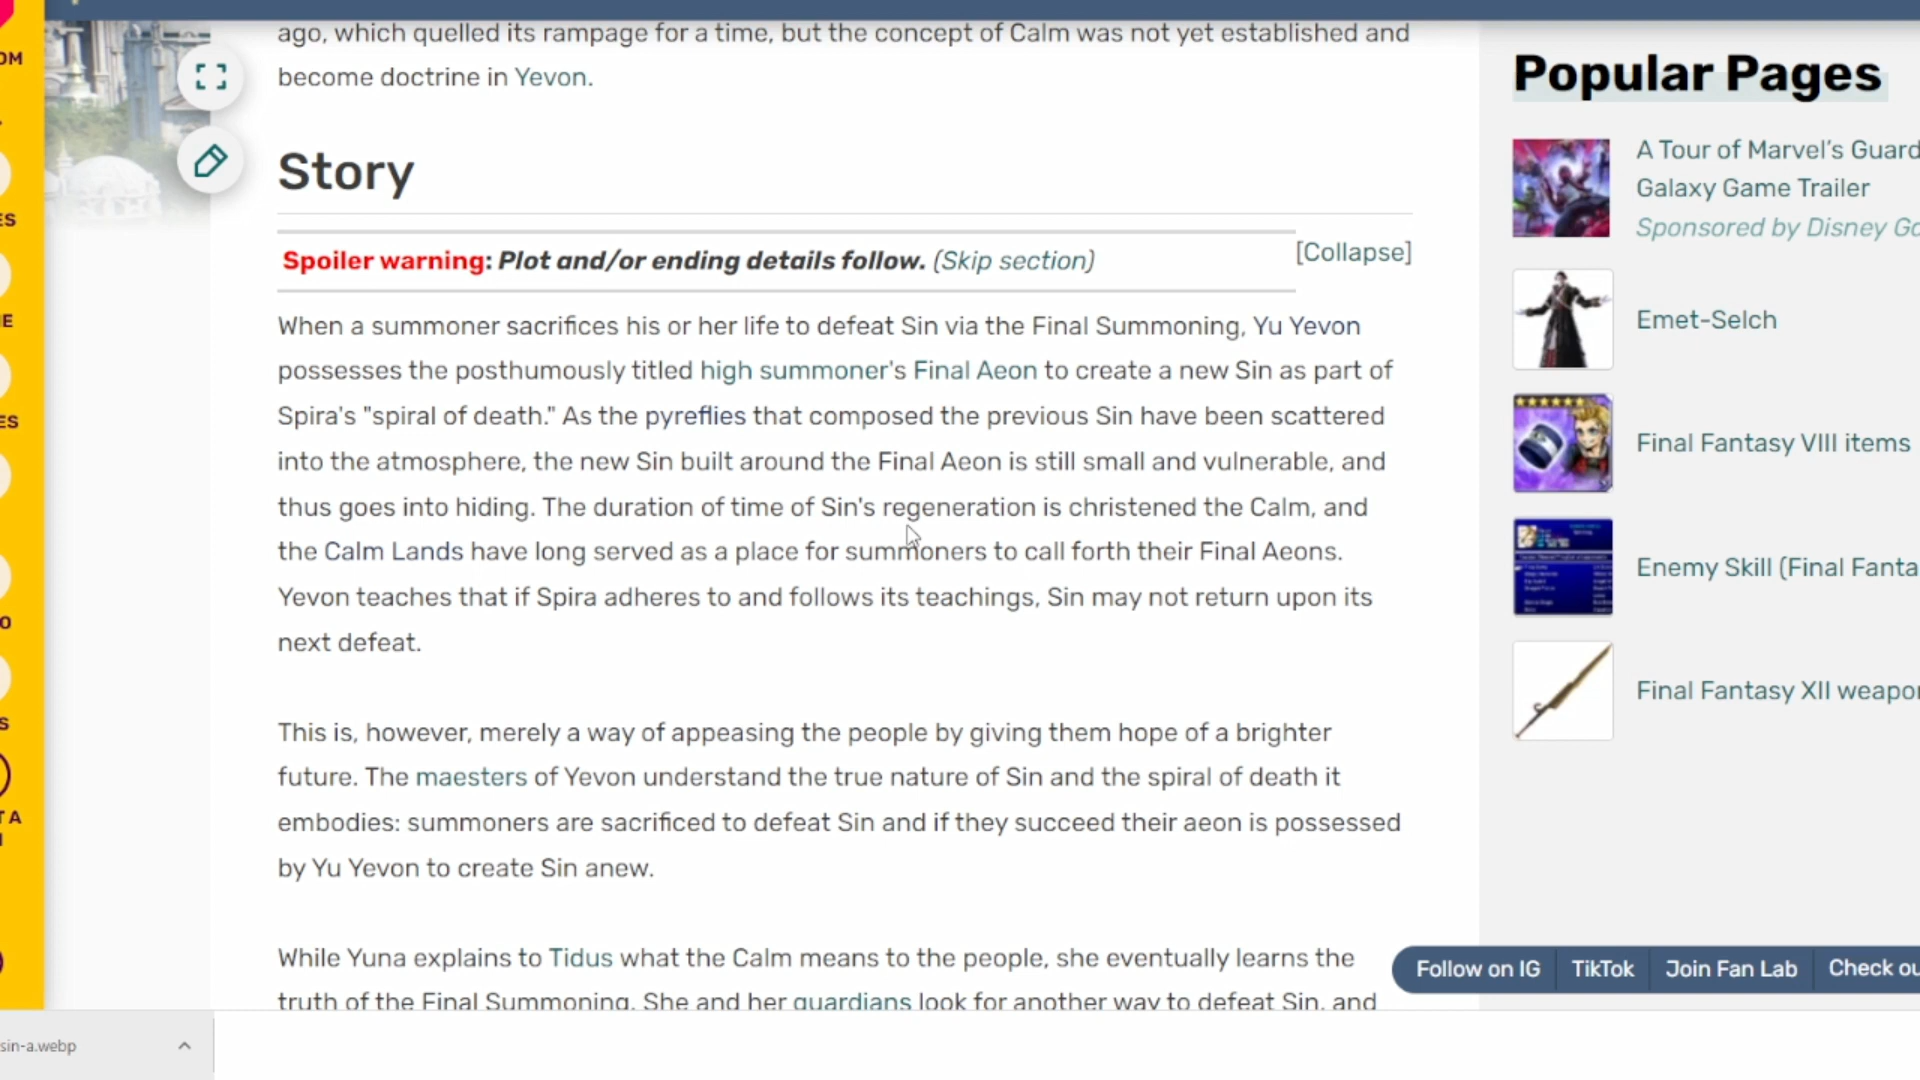 ago, which quelled its rampage for a time, but the concept of Calm was not yet established and
become doctrine in Yevon.
Story
Spoiler warning: Plot and/or ending details follow. (Skip section)
[Collapse]
When a summoner sacrifices his or her life to defeat Sin via the Final Summoning, Yu Yevon
possesses the posthumously titled high summoner's Final Aeon to create a new Sin as part of
Spira's "spiral of death." As the pyreflies that composed the previous Sin have been scattered
into the atmosphere, the new Sin built around the Final Aeon is still small and vulnerable, and
thus goes into hiding. The duration of time of Sin's regeneration is christened the Calm, and
the Calm Lands have long served as a place for summoners to call forth their Final Aeons.
Yevon teaches that if Spira adheres to and follows its teachings, Sin may not return upon its
next defeat.
This is, however, merely a way of appeasing the people by giving them hope of a brighter
future. The maesters of Yevon understand the true nature of Sin and the spiral of death it
embodies: summoners are sacrificed to defeat Sin and if they succeed their aeon is possessed
by Yu Yevon to create Sin anew.
While Yuna explains to Tidus what the Calm means to the people, she eventually learns the
truth of the Final Summoning. She and her guardians look for another way to defeat Sin, and
Popular Pages
A Tour of Marvel's Guard
Galaxy Game Trailer
Sponsored by Disney Go
Emet-Selch
Final Fantasy VIII items
Enemy Skill (Final Fanta
Final Fantasy XII weapon
Follow on IG
TikTok
Join Fan Lab
Check ou
OM
ES
E
ES
O
S
T A
sin-a.webp